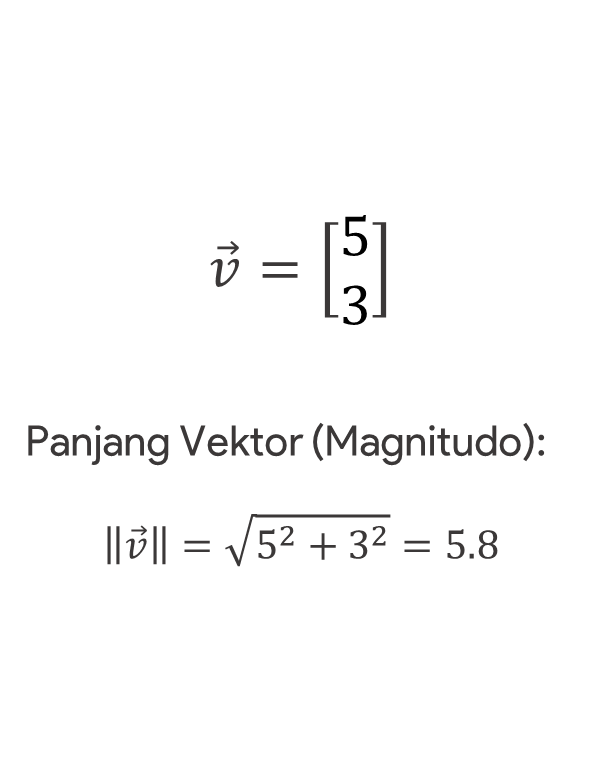 v⃗ = [5
3]
Panjang Vektor (Magnitudo):
‖v⃗‖ = √(5² + 3²) = 5.8